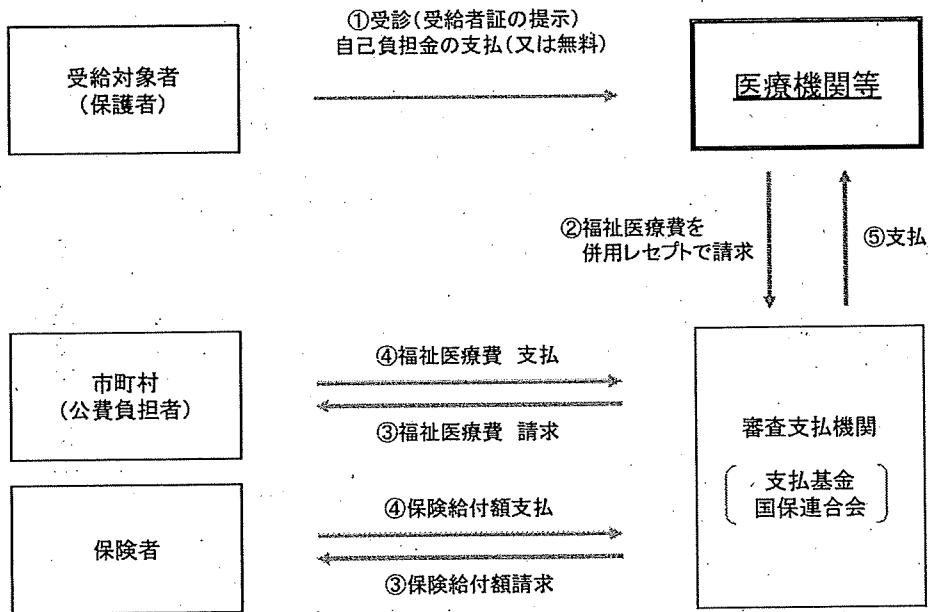 ①受診(受給者証の提示)
自己負担金の支払(又は無料)
受給対象者
(保護者)
医療機関等
②福祉医療費を
併用レセプトで請求
⑤支払
市町村
(公費負担者)
④福祉医療費 支払
③福祉医療費 請求
審査支払機関
支払基金
国保連合会
保険者
④保険給付額支払
③保険給付額請求